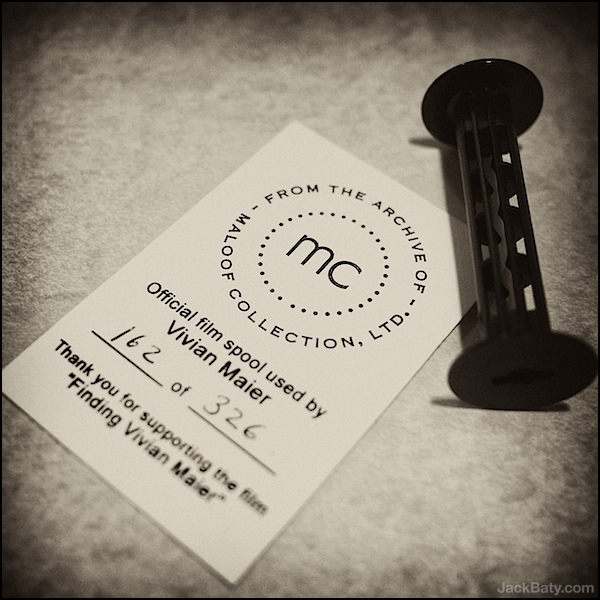 - FROM THE ARCHIVE OF -
MALOOF COLLECTION, LTD.
mc
Official film spool used by
Vivian Maier
162 of 326
Thank you for supporting the film
"Finding Vivian Maier"
JackBaty.com